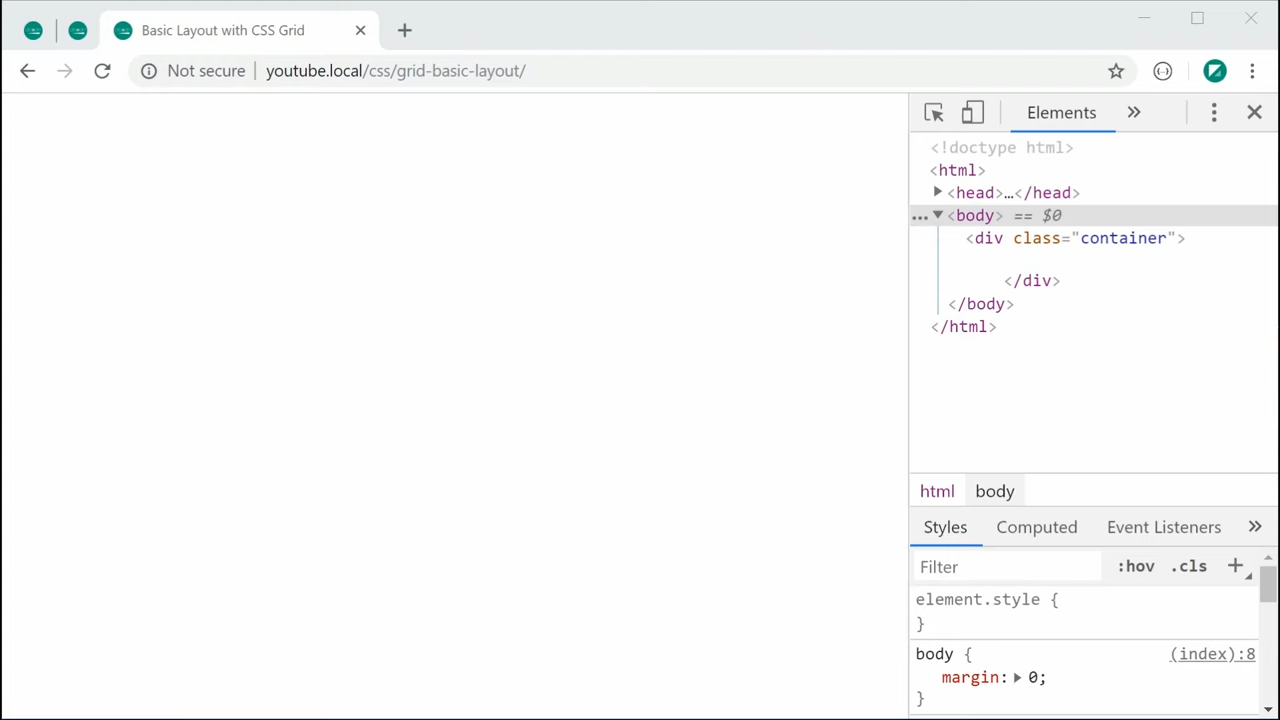 Basic Layout with CSS Grid
Not secure youtube.local/css/grid-basic-layout/
Elements
<!doctype html>
<html>
<head>…</head>
<body> == $0
<div class="container">
</div>
</body>
</html>
html body
Styles Computed Event Listeners
Filter :hov .cls
element.style {
}
body { (index):8
margin: 0;
}